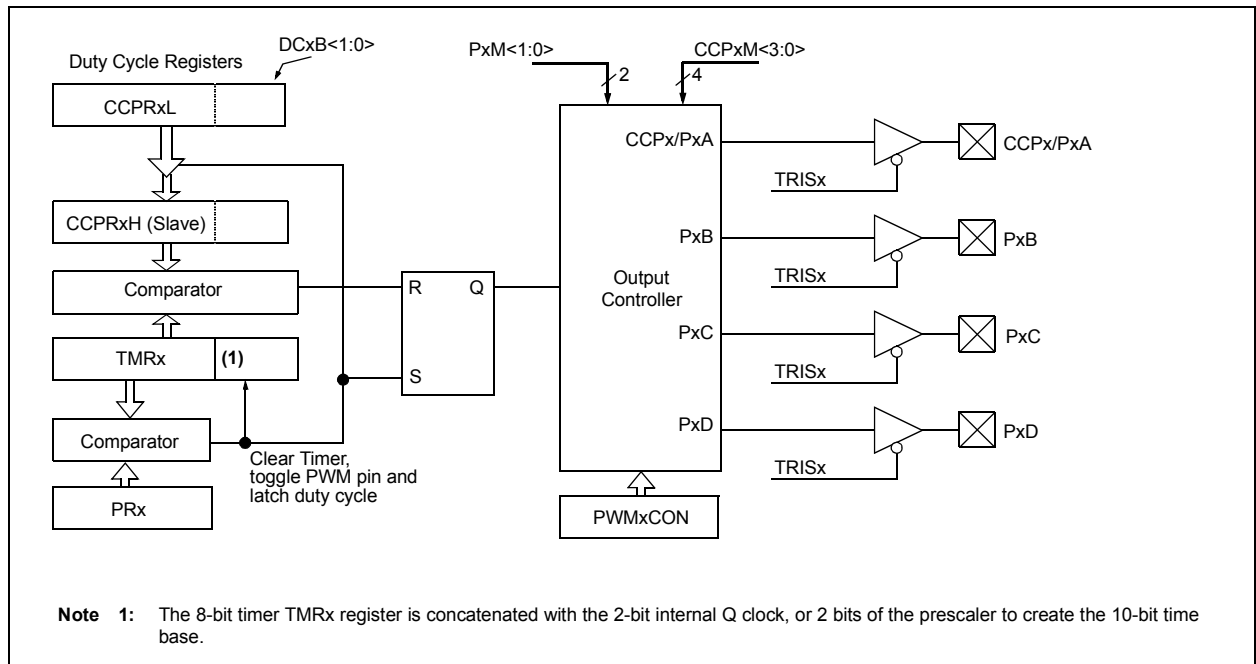 DCxB<1:0>
Duty Cycle Registers
CCPRxL
CCPRxH (Slave)
Comparator
TMRx
(1)
Comparator
PRx
Clear Timer,
toggle PWM pin and
latch duty cycle
R
Q
S
PxM<1:0>
2
CCPxM<3:0>
4
Output
Controller
CCPx/PxA
TRISx
CCPx/PxA
PxB
TRISx
PxB
PxC
TRISx
PxC
PxD
TRISx
PxD
PWMxCON
Note 1: The 8-bit timer TMRx register is concatenated with the 2-bit internal Q clock, or 2 bits of the prescaler to create the 10-bit time
base.